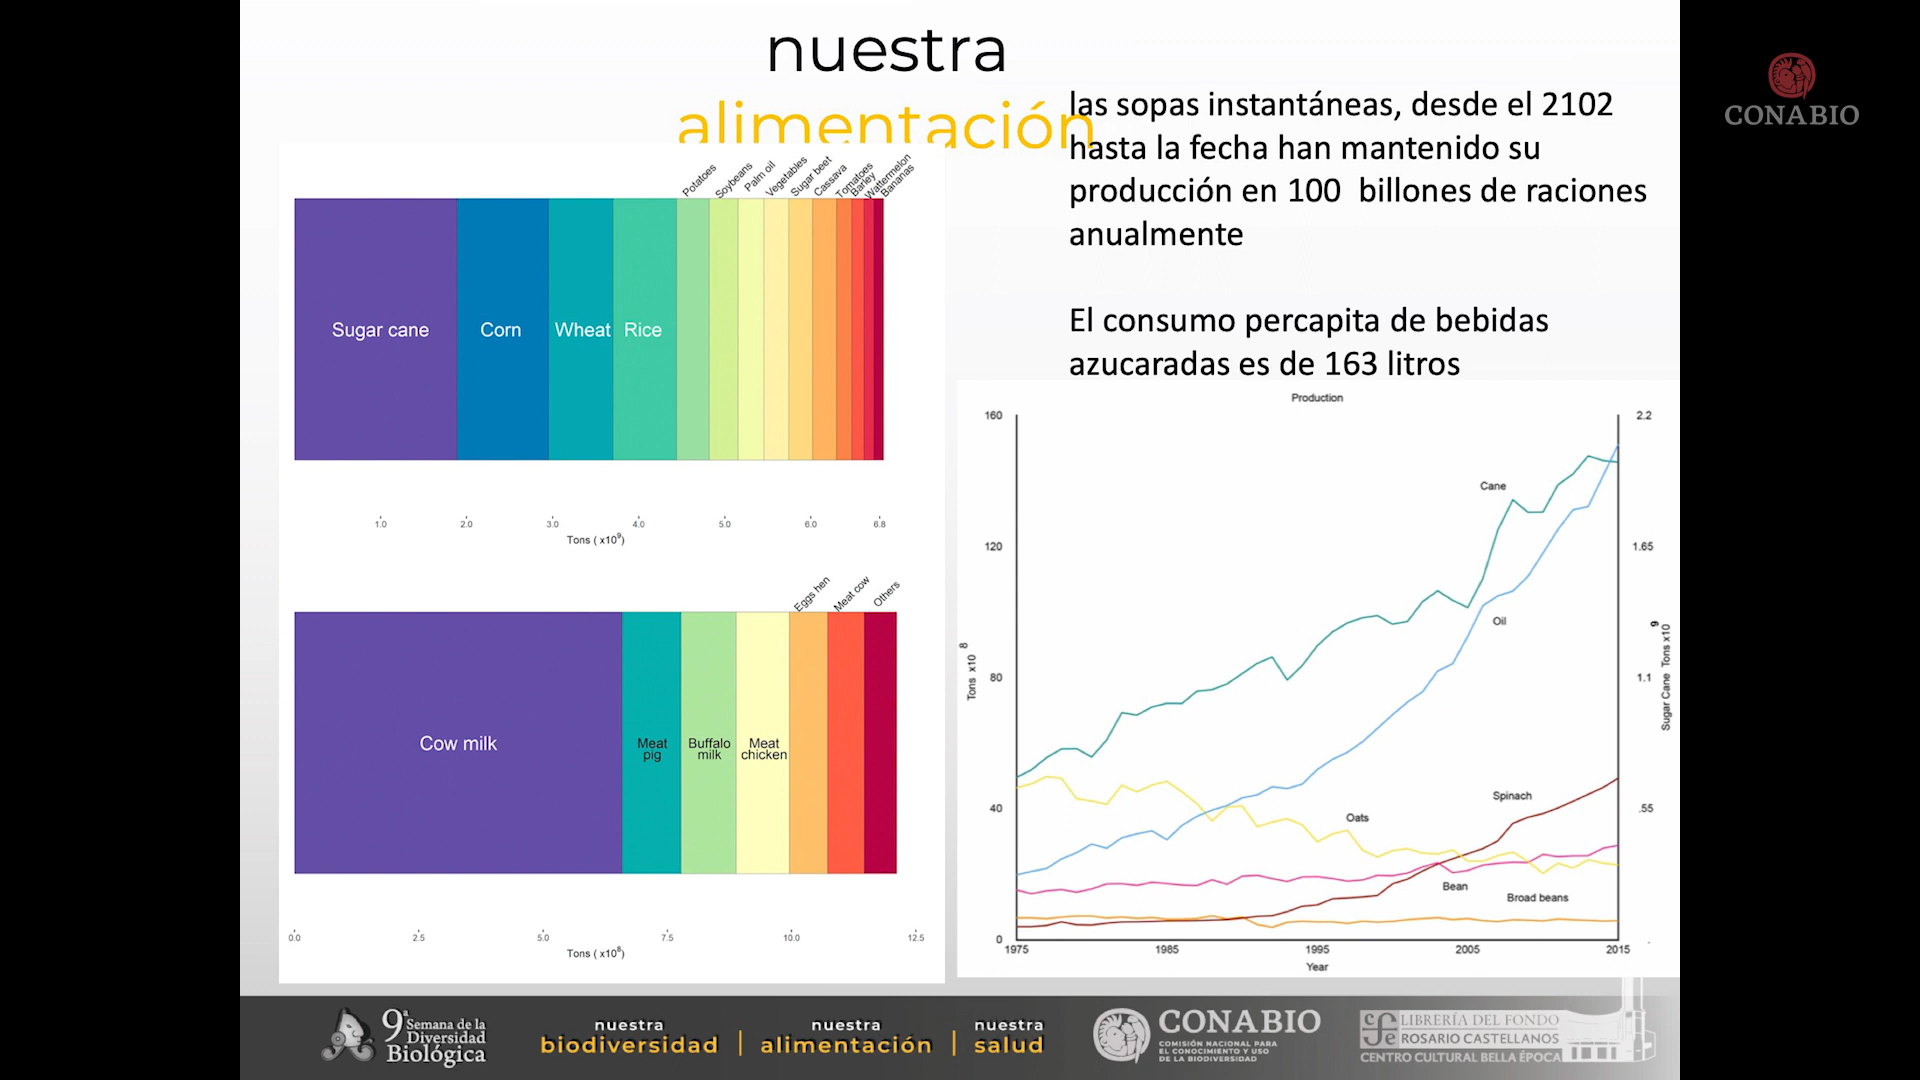 nuestra
alimentación
CONABIO
las sopas instantáneas, desde el 2102
hasta la fecha han mantenido su
producción en 100 billones de raciones
anualmente
El consumo percapita de bebidas
azucaradas es de 163 litros
Potatoes
Soybeans
Palm oil
Vegetables
Sugar beet
Cassava
Tomatoes
Barley
Wattermelon
Bananas
Sugar cane Corn Wheat Rice
1.0 2.0 3.0 4.0 5.0 6.0 6.8
Tons ( x10⁹)
Eggs hen
Meat cow
Others
Cow milk
Meat
pig
Buffalo
milk
Meat
chicken
0.0 2.5 5.0 7.5 10.0 12.5
Tons ( x10⁸)
Production
160
120
80
40
0
Tons x10 8
2.2
1.65
1.1
.55
.
Sugar Cane Tons x10 9
Cane
Oil
Spinach
Oats
Bean
Broad beans
1975 1985 1995 2005 2015
Year
9ª Semana de la
Diversidad
Biológica
nuestra
biodiversidad
|
nuestra
alimentación
|
nuestra
salud
CONABIO
COMISIÓN NACIONAL PARA
EL CONOCIMIENTO Y USO
DE LA BIODIVERSIDAD
fce
LIBRERÍA DEL FONDO
ROSARIO CASTELLANOS
CENTRO CULTURAL BELLA ÉPOCA